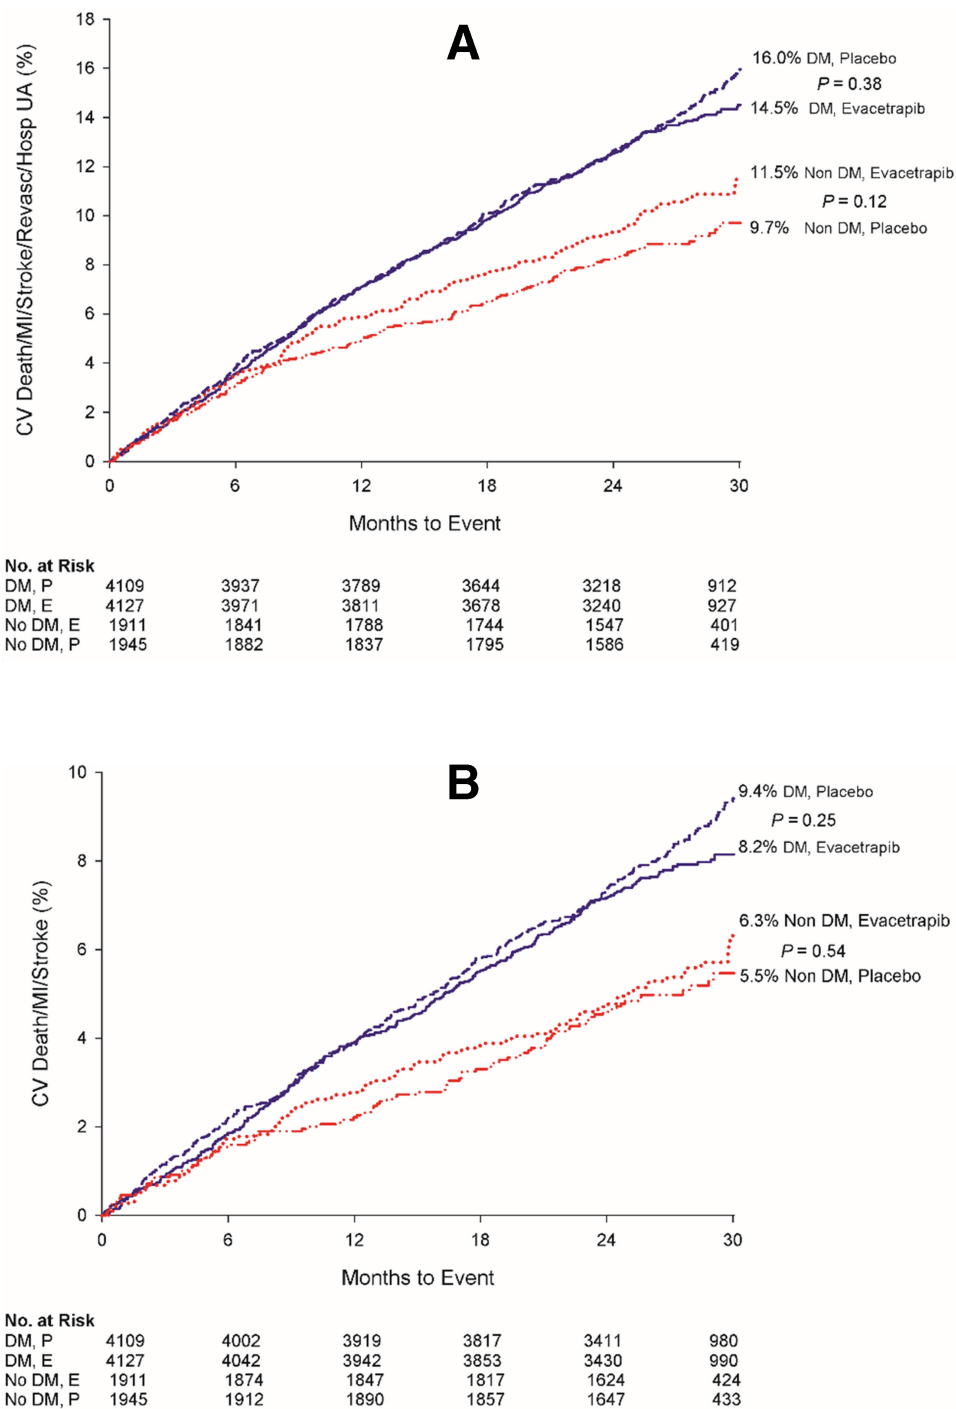 A
CV Death/MI/Stroke/Revasc/Hosp UA (%)
18
16
14
12
10
8
6
4
2
0
16.0% DM, Placebo
P = 0.38
14.5% DM, Evacetrapib
11.5% Non DM, Evacetrapib
P = 0.12
9.7% Non DM, Placebo
0 6 12 18 24 30
Months to Event
No. at Risk
DM, P 4109 3937 3789 3644 3218 912
DM, E 4127 3971 3811 3678 3240 927
No DM, E 1911 1841 1788 1744 1547 401
No DM, P 1945 1882 1837 1795 1586 419
B
CV Death/MI/Stroke (%)
10
8
6
4
2
0
9.4% DM, Placebo
P = 0.25
8.2% DM, Evacetrapib
6.3% Non DM, Evacetrapib
P = 0.54
5.5% Non DM, Placebo
0 6 12 18 24 30
Months to Event
No. at Risk
DM, P 4109 4002 3919 3817 3411 980
DM, E 4127 4042 3942 3853 3430 990
No DM, E 1911 1874 1847 1817 1624 424
No DM, P 1945 1912 1890 1857 1647 433